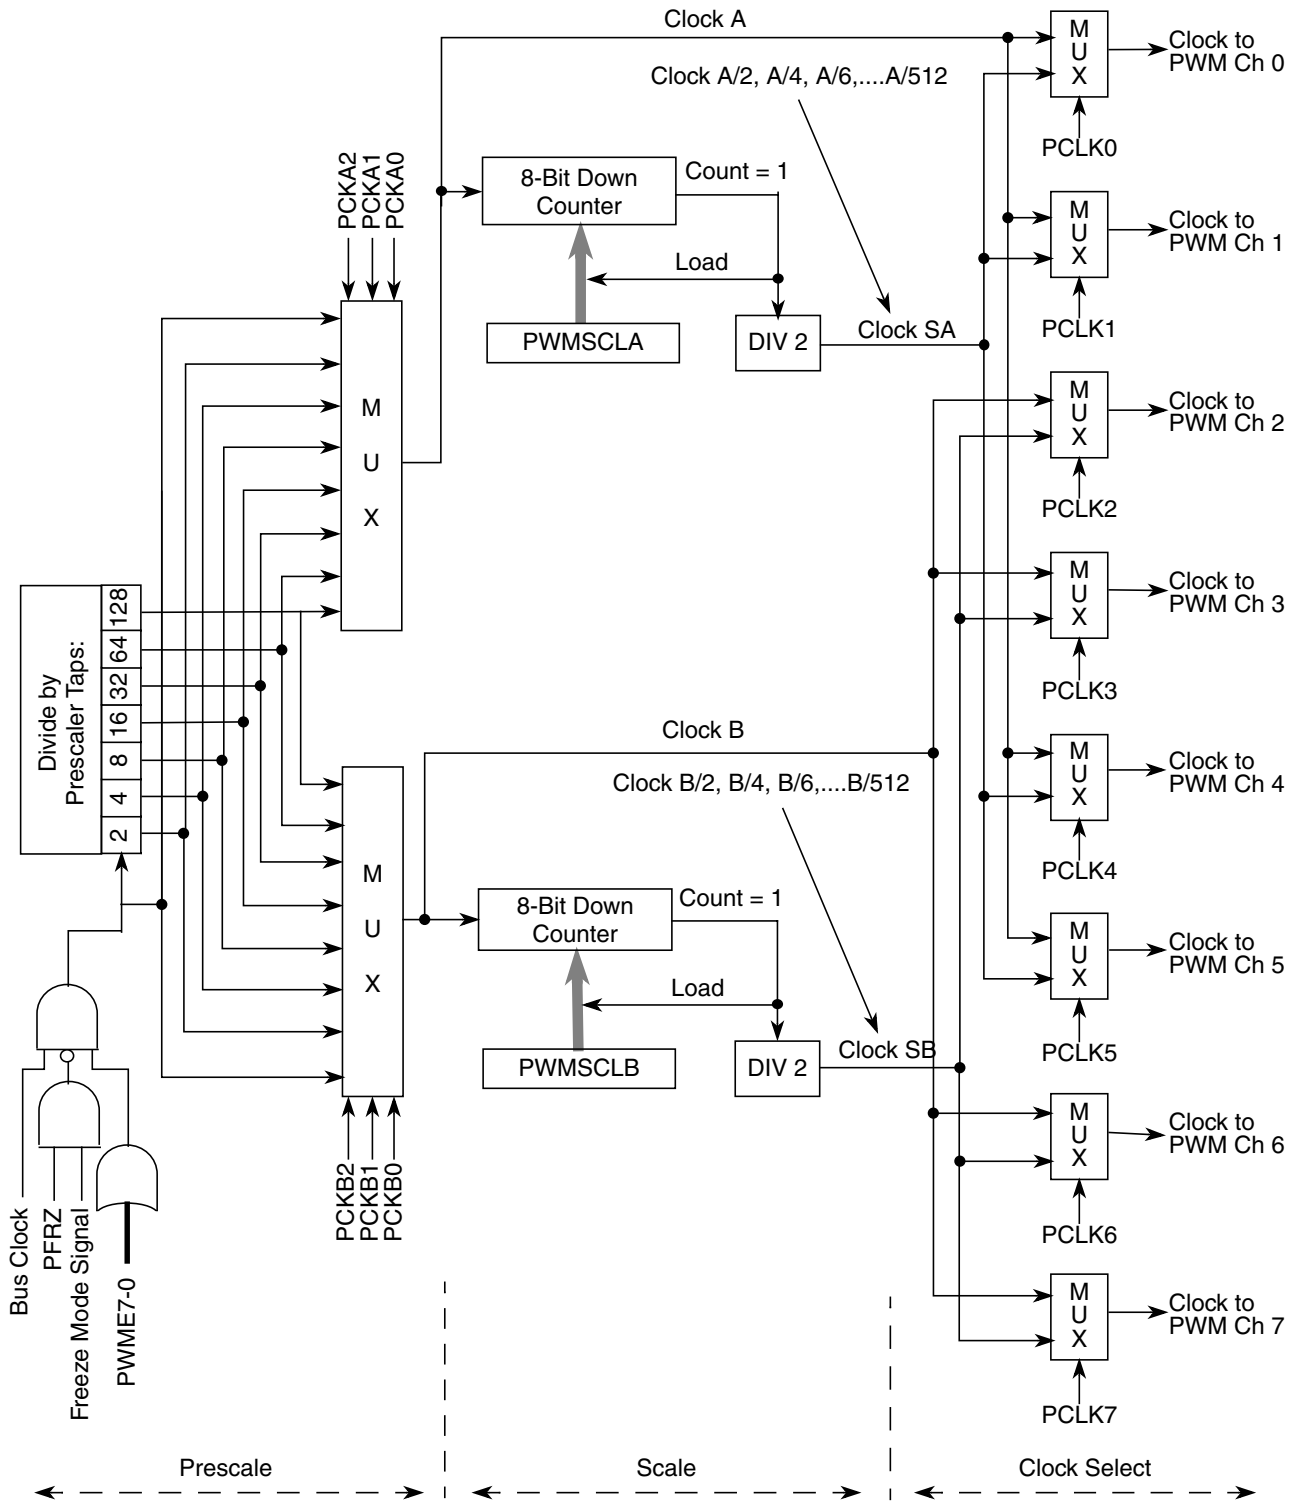 Clock A
Clock A/2, A/4, A/6,....A/512
M
U
X
Clock to
PWM Ch 0
PCLK0
PCKA2
PCKA1
PCKA0
8-Bit Down
Counter
Count = 1
Load
PWMSCLA
DIV 2
Clock SA
M
U
X
Clock to
PWM Ch 1
PCLK1
M
U
X
M
U
X
Clock to
PWM Ch 2
PCLK2
M
U
X
Clock to
PWM Ch 3
PCLK3
Divide by
Prescaler Taps:
128
64
32
16
8
4
2
Clock B
Clock B/2, B/4, B/6,....B/512
M
U
X
Clock to
PWM Ch 4
PCLK4
M
U
X
8-Bit Down
Counter
Count = 1
Load
PWMSCLB
DIV 2
Clock SB
M
U
X
Clock to
PWM Ch 5
PCLK5
PCKB2
PCKB1
PCKB0
M
U
X
Clock to
PWM Ch 6
PCLK6
Bus Clock
PFRZ
Freeze Mode Signal
PWME7-0
M
U
X
Clock to
PWM Ch 7
PCLK7
Prescale
Scale
Clock Select